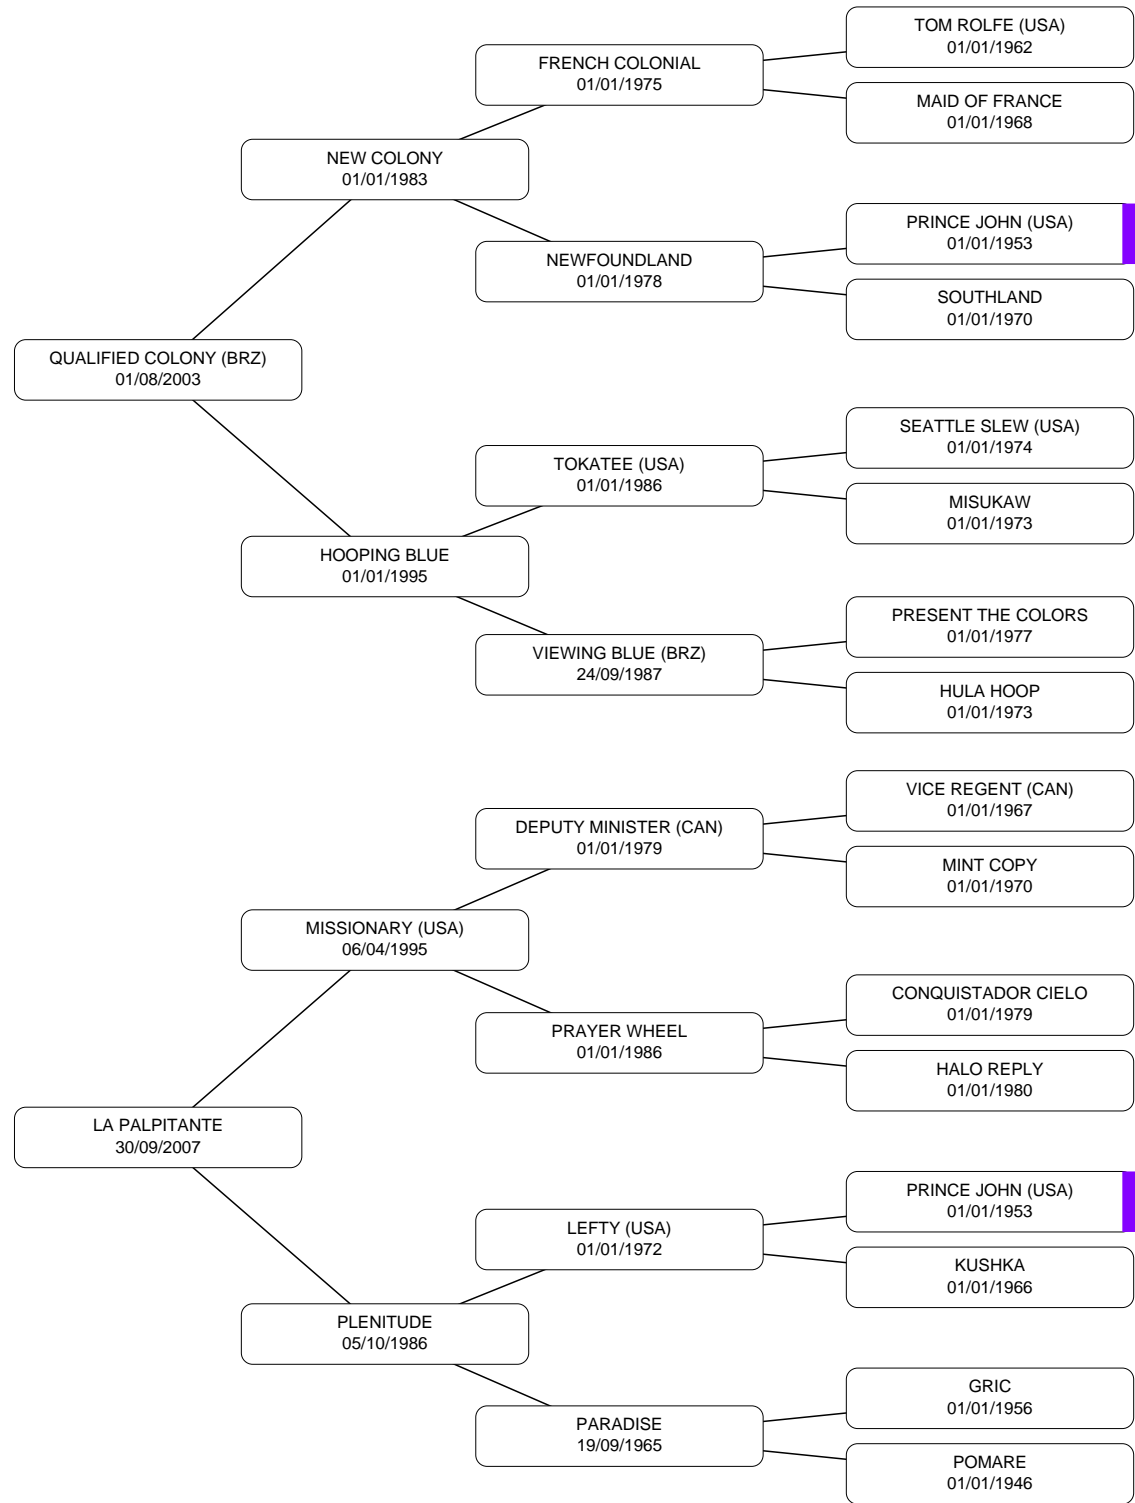 TOM ROLFE (USA)
01/01/1962
FRENCH COLONIAL
01/01/1975
MAID OF FRANCE
01/01/1968
NEW COLONY
01/01/1983
PRINCE JOHN (USA)
01/01/1953
NEWFOUNDLAND
01/01/1978
SOUTHLAND
01/01/1970
QUALIFIED COLONY (BRZ)
01/08/2003
SEATTLE SLEW (USA)
01/01/1974
TOKATEE (USA)
01/01/1986
MISUKAW
01/01/1973
HOOPING BLUE
01/01/1995
PRESENT THE COLORS
01/01/1977
VIEWING BLUE (BRZ)
24/09/1987
HULA HOOP
01/01/1973
VICE REGENT (CAN)
01/01/1967
DEPUTY MINISTER (CAN)
01/01/1979
MINT COPY
01/01/1970
MISSIONARY (USA)
06/04/1995
CONQUISTADOR CIELO
01/01/1979
PRAYER WHEEL
01/01/1986
HALO REPLY
01/01/1980
LA PALPITANTE
30/09/2007
PRINCE JOHN (USA)
01/01/1953
LEFTY (USA)
01/01/1972
KUSHKA
01/01/1966
PLENITUDE
05/10/1986
GRIC
01/01/1956
PARADISE
19/09/1965
POMARE
01/01/1946